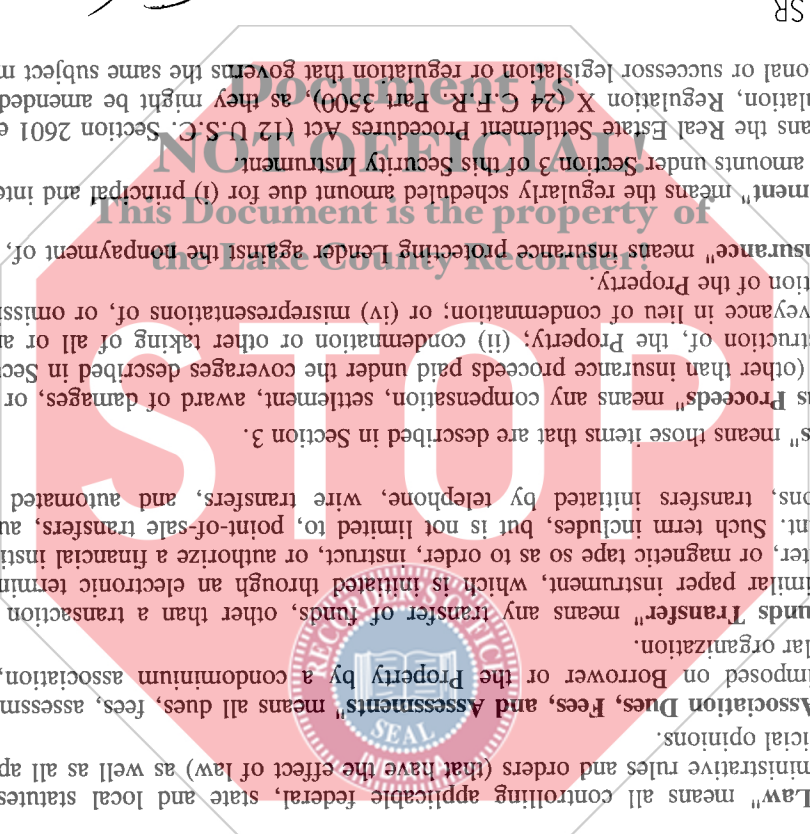 Law" means all controlling applicable federal, state and local statutes
ministrative rules and orders (that have the effect of law) as well as all ap
icial opinions.
Association Dues, Fees, and Assessments" means all dues, fees, assessm
mposed on Borrower or the Property by a condominium association,
lar organization.
unds Transfer" means any transfer of funds, other than a transaction
imilar paper instrument, which is initiated through an electronic termin
ter, or magnetic tape so as to order, instruct, or authorize a financial insti
nt. Such term includes, but is not limited to, point-of-sale transfers, au
ons, transfers initiated by telephone, wire transfers, and automated
s" means those items that are described in Section 3.
s Proceeds" means any compensation, settlement, award of damages, or
(other than insurance proceeds paid under the coverages described in Sec
struction of, the Property; (ii) condemnation or other taking of all or an
veyance in lieu of condemnation; or (iv) misrepresentations of, or omissi
tion of the Property.
nsurance" means insurance protecting Lender against the nonpayment of,
ment" means the regularly scheduled amount due for (i) principal and inte
amounts under Section 3 of this Security Instrument.
ans the Real Estate Settlement Procedures Act (12 U.S.C. Section 2601 e
lation, Regulation X (24 C.F.R. Part 3500), as they might be amended
onal or successor legislation or regulation that governs the same subject m
SR
Document is
NOT OFFICIAL!
This Document is the property of
the Lake County Recorder!
STOP
RECORDER'S OFFICE
SEAL
INDIANA